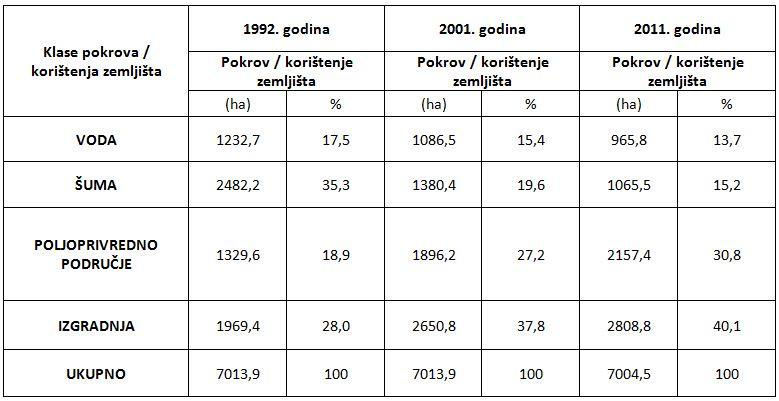 Klase pokrova /
korištenja zemljišta
1992. godina
2001. godina
2011. godina
Pokrov / korištenje
zemljišta
Pokrov / korištenje
zemljišta
Pokrov / korištenje
zemljišta
(ha) % (ha) % (ha) %
VODA 1232,7 17,5 1086,5 15,4 965,8 13,7
ŠUMA 2482,2 35,3 1380,4 19,6 1065,5 15,2
POLJOPRIVREDNO
PODRUČJE 1329,6 18,9 1896,2 27,2 2157,4 30,8
IZGRADNJA 1969,4 28,0 2650,8 37,8 2808,8 40,1
UKUPNO 7013,9 100 7013,9 100 7004,5 100